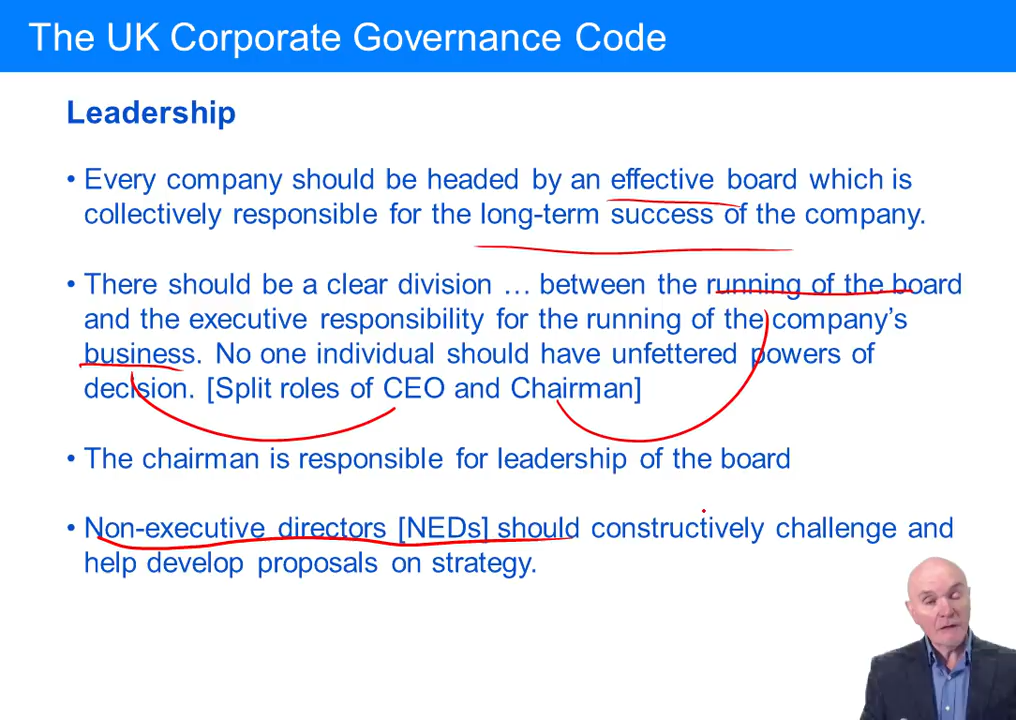 The UK Corporate Governance Code
Leadership
• Every company should be headed by an effective board which is
collectively responsible for the long-term success of the company.
• There should be a clear division … between the running of the board
and the executive responsibility for the running of the company's
business. No one individual should have unfettered powers of
decision. [Split roles of CEO and Chairman]
• The chairman is responsible for leadership of the board
• Non-executive directors [NEDs] should constructively challenge and
help develop proposals on strategy.